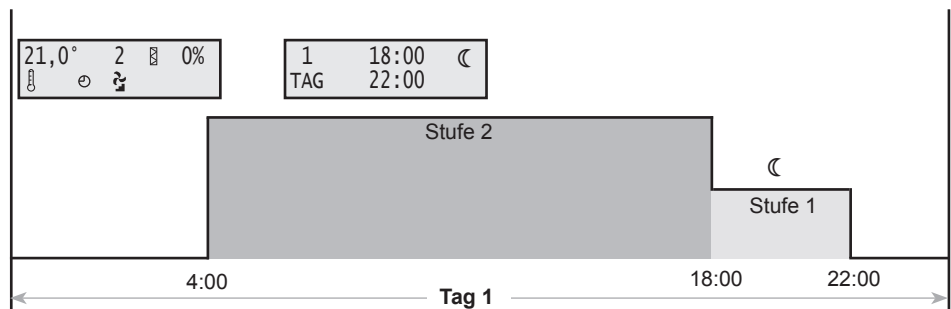 21,0° 2 0%
1 18:00 ☾
TAG 22:00
Stufe 2
☾
Stufe 1
4:00 18:00 22:00
Tag 1